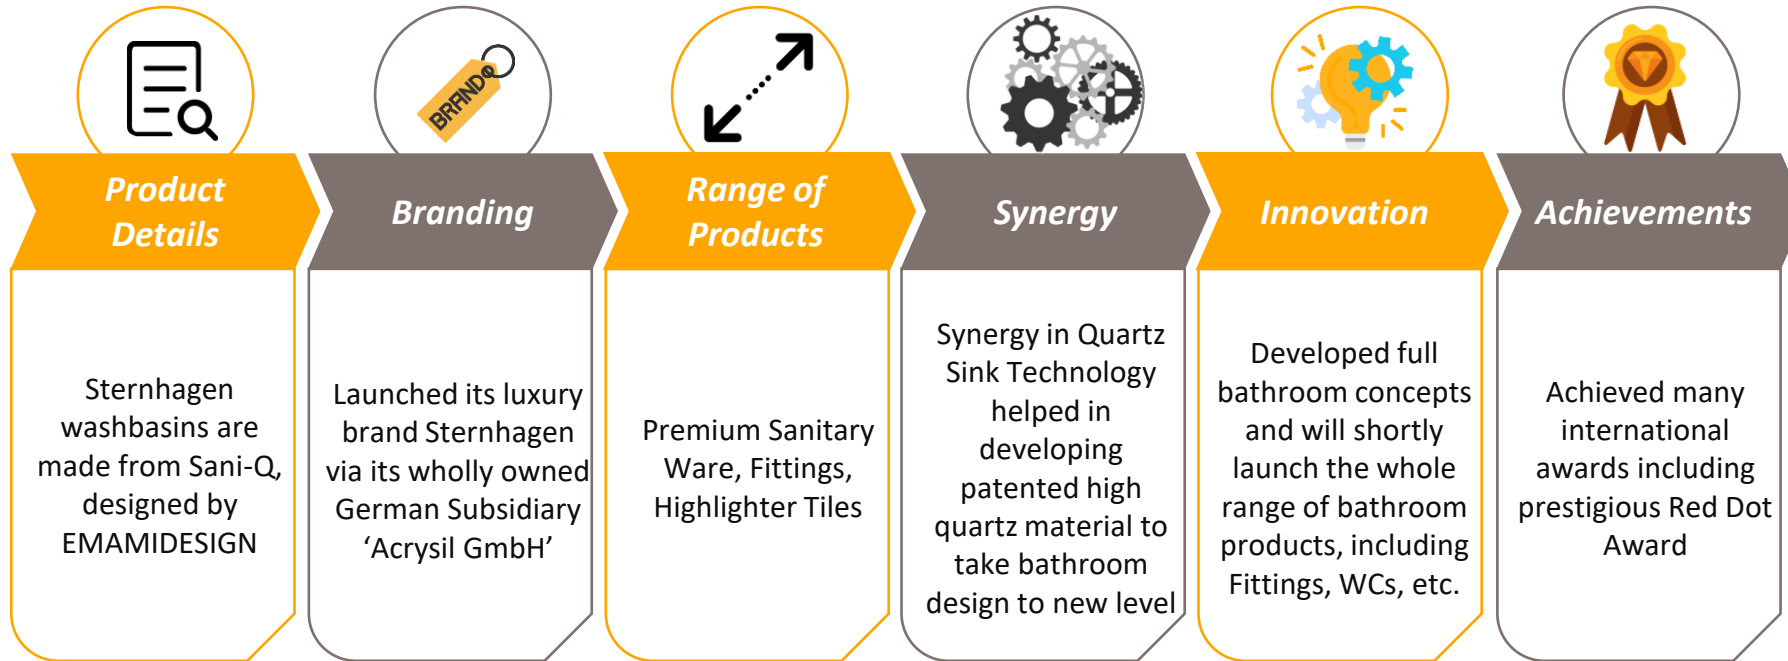 BRAND
Product
Details
Branding
Range of
Products
Synergy
Innovation
Achievements
Sternhagen
washbasins are
made from Sani-Q,
designed by
EMAMIDESIGN
Launched its luxury
brand Sternhagen
via its wholly owned
German Subsidiary
‘Acrysil GmbH’
Premium Sanitary
Ware, Fittings,
Highlighter Tiles
Synergy in Quartz
Sink Technology
helped in
developing
patented high
quartz material to
take bathroom
design to new level
Developed full
bathroom concepts
and will shortly
launch the whole
range of bathroom
products, including
Fittings, WCs, etc.
Achieved many
international
awards including
prestigious Red Dot
Award